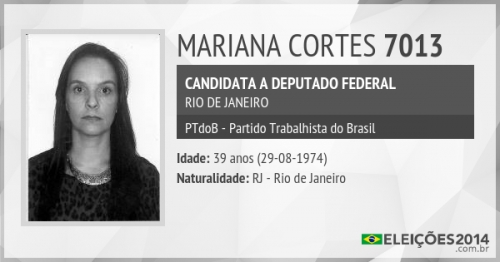 MARIANA CORTES 7013
CANDIDATA A DEPUTADO FEDERAL
RIO DE JANEIRO
PTdoB - Partido Trabalhista do Brasil
Idade: 39 anos (29-08-1974)
Naturalidade: RJ - Rio de Janeiro
ELEIÇÕES2014
.com.br